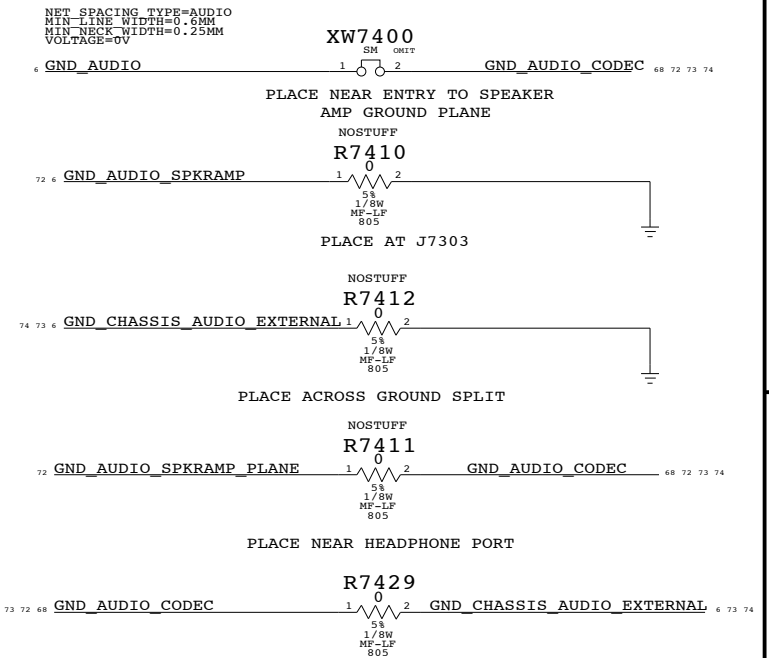 NET_SPACING_TYPE=AUDIO
MIN_LINE_WIDTH=0.6MM
MIN_NECK_WIDTH=0.25MM
VOLTAGE=0V
XW7400
SM OMIT
6 GND_AUDIO 1 2 GND_AUDIO_CODEC 68 72 73 74
PLACE NEAR ENTRY TO SPEAKER
AMP GROUND PLANE
NOSTUFF
R7410
0
72 6 GND_AUDIO_SPKRAMP 1 2
5%
1/8W
MF-LF
805
PLACE AT J7303
NOSTUFF
R7412
0
74 73 6 GND_CHASSIS_AUDIO_EXTERNAL 1 2
5%
1/8W
MF-LF
805
PLACE ACROSS GROUND SPLIT
NOSTUFF
R7411
0
72 GND_AUDIO_SPKRAMP_PLANE 1 2 GND_AUDIO_CODEC 68 72 73 74
5%
1/8W
MF-LF
805
PLACE NEAR HEADPHONE PORT
R7429
0
73 72 68 GND_AUDIO_CODEC 1 2 GND_CHASSIS_AUDIO_EXTERNAL 6 73 74
5%
1/8W
MF-LF
805